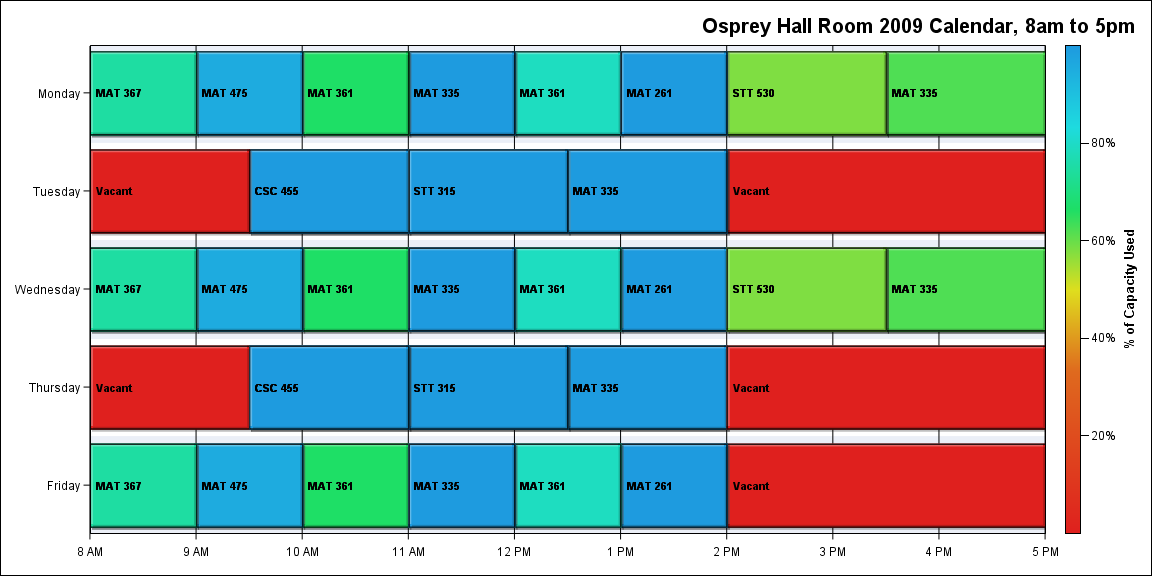 Osprey Hall Room 2009 Calendar, 8am to 5pm
Monday
MAT 367 MAT 475 MAT 361 MAT 335 MAT 361 MAT 261 STT 530 MAT 335
80%
Tuesday
Vacant CSC 455 STT 315 MAT 335 Vacant
60%
Wednesday
MAT 367 MAT 475 MAT 361 MAT 335 MAT 361 MAT 261 STT 530 MAT 335
% of Capacity Used
40%
Thursday
Vacant CSC 455 STT 315 MAT 335 Vacant
20%
Friday
MAT 367 MAT 475 MAT 361 MAT 335 MAT 361 MAT 261 Vacant
8 AM 9 AM 10 AM 11 AM 12 PM 1 PM 2 PM 3 PM 4 PM 5 PM